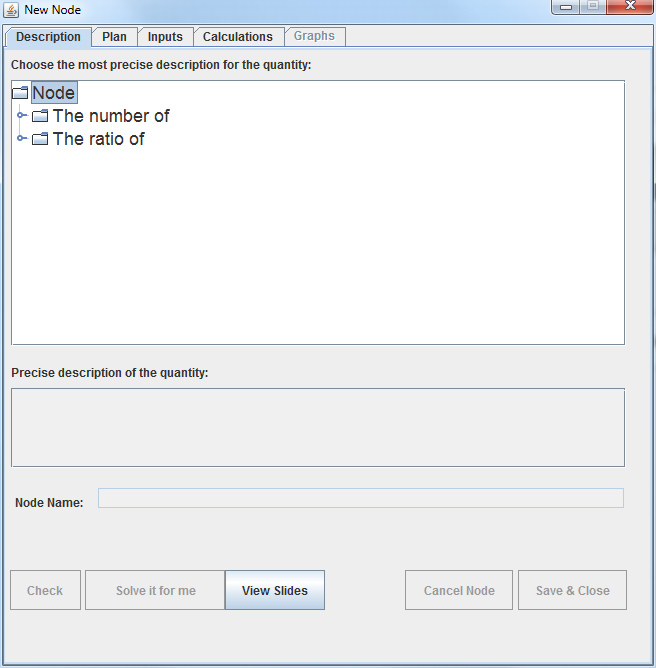 New Node
Description Plan Inputs Calculations Graphs
Choose the most precise description for the quantity:
Node
The number of
The ratio of
Precise description of the quantity:
Node Name:
Check Solve it for me View Slides Cancel Node Save & Close